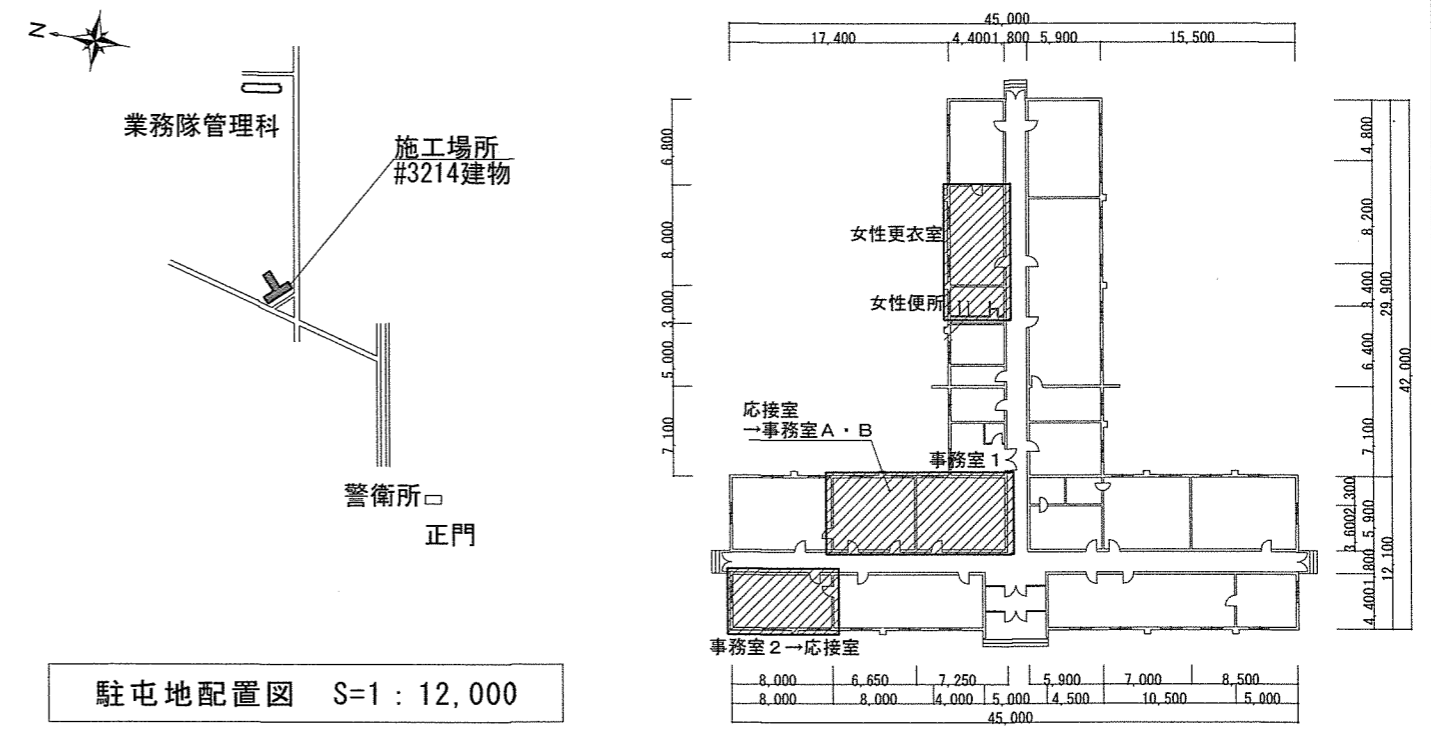 N
業務隊管理科
施工場所
#3214建物
警衛所
正門
駐屯地配置図 S=1：12,000
45,000
17,400 4,400 1,800 5,900 15,500
6,800
8,000
3,000
5,000
7,100
女性更衣室
女性便所
応接室
→事務室A・B
事務室1
事務室2→応接室
4,800
8,200
3,400
6,400
7,100
2,300
3,600
5,900
1,800
4,400
29,900
12,100
42,000
8,000 6,650 7,250 5,900 7,000 8,500
8,000 8,000 4,000 5,000 4,500 10,500 5,000
45,000